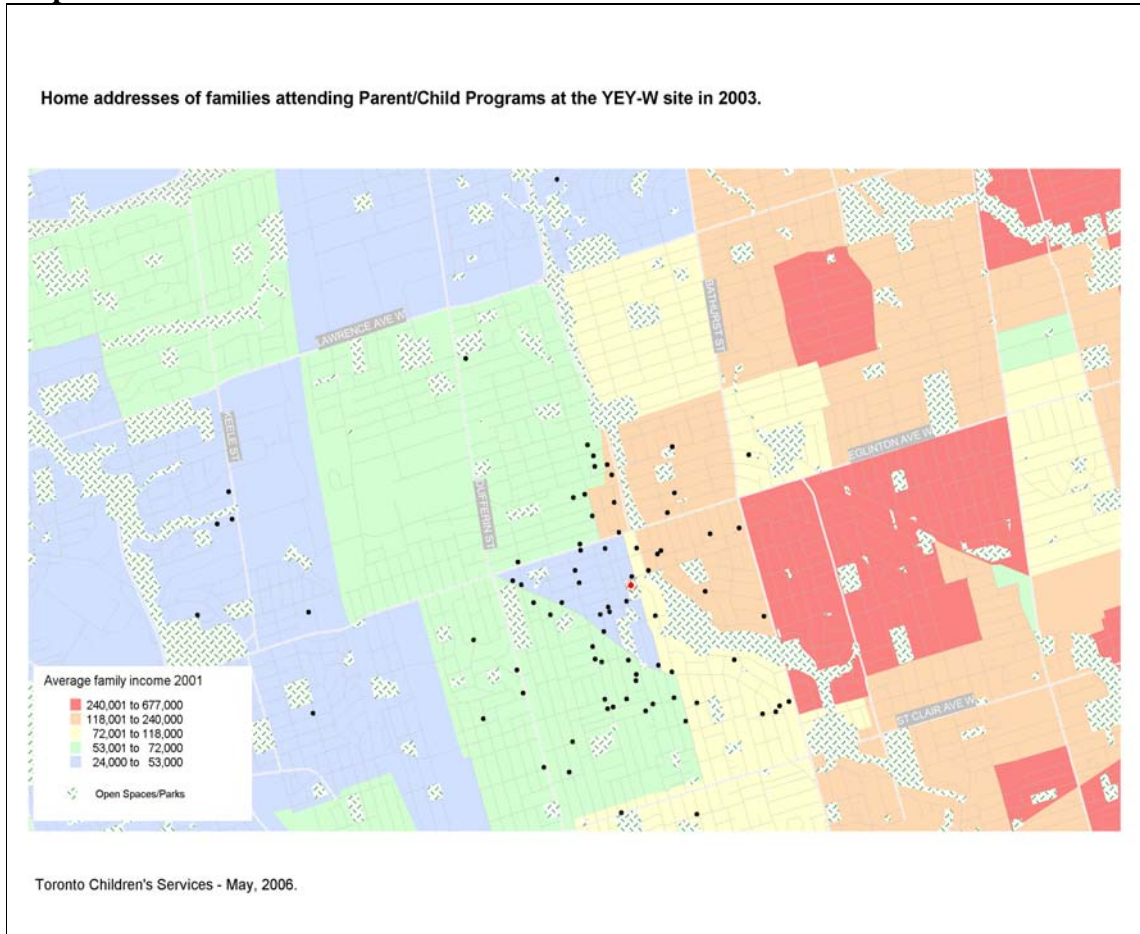 Home addresses of families attending Parent/Child Programs at the YEY-W site in 2003.
LAWRENCE AVE W
BATHURST ST
KEELE ST
DUFFERIN ST
EGLINTON AVE W
ST CLAIR AVE W
Average family income 2001
240,001 to 677,000
118,001 to 240,000
72,001 to 118,000
53,001 to 72,000
24,000 to 53,000
Open Spaces/Parks
Toronto Children's Services - May, 2006.